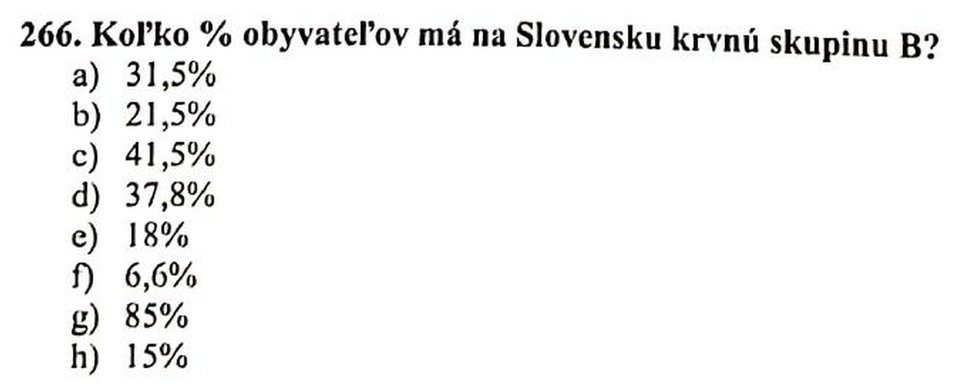 266. Koľko % obyvateľov má na Slovensku krvnú skupinu B?
a) 31,5%
b) 21,5%
c) 41,5%
d) 37,8%
e) 18%
f) 6,6%
g) 85%
h) 15%